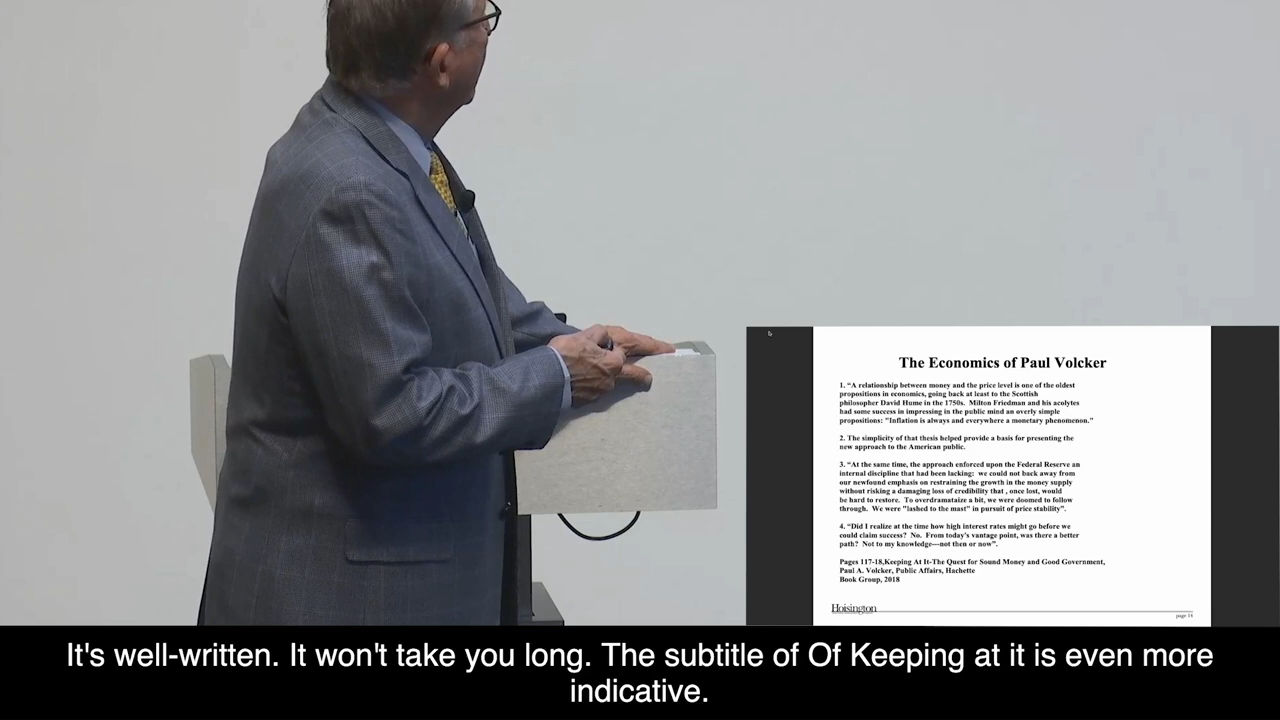 The Economics of Paul Volcker
1. “A relationship between money and the price level is one of the oldest
propositions in economics, going back at least to the Scottish
philosopher David Hume in the 1750s. Milton Friedman and his acolytes
had some success in impressing in the public mind an overly simple
propositions: "Inflation is always and everywhere a monetary phenomenon."
2. The simplicity of that thesis helped provide a basis for presenting the
new approach to the American public.
3. “At the same time, the approach enforced upon the Federal Reserve an
internal discipline that had been lacking: we could not back away from
our newfound emphasis on restraining the growth in the money supply
without risking a damaging loss of credibility that , once lost, would
be hard to restore. To overdramataize a bit, we were doomed to follow
through. We were "lashed to the mast" in pursuit of price stability”.
4. “Did I realize at the time how high interest rates might go before we
could claim success? No. From today's vantage point, was there a better
path? Not to my knowledge—not then or now”.
Pages 117-18,Keeping At It-The Quest for Sound Money and Good Government,
Paul A. Volcker, Public Affairs, Hachette
Book Group, 2018
Hoisington
page 16
It's well-written. It won't take you long. The subtitle of Of Keeping at it is even more
indicative.